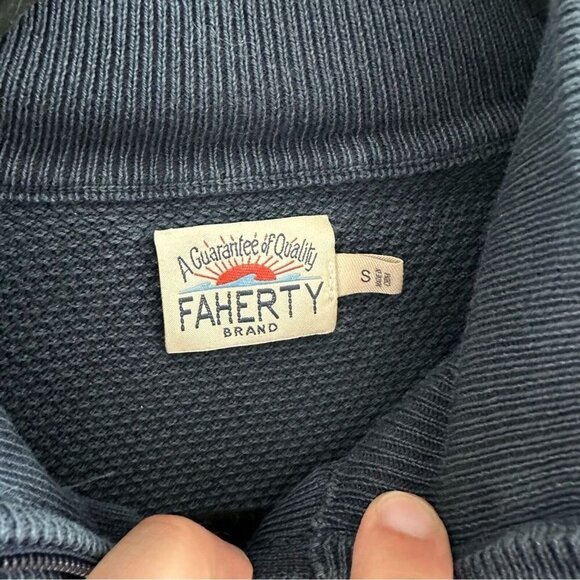 A Guarantee of Quality
FAHERTY
BRAND
S